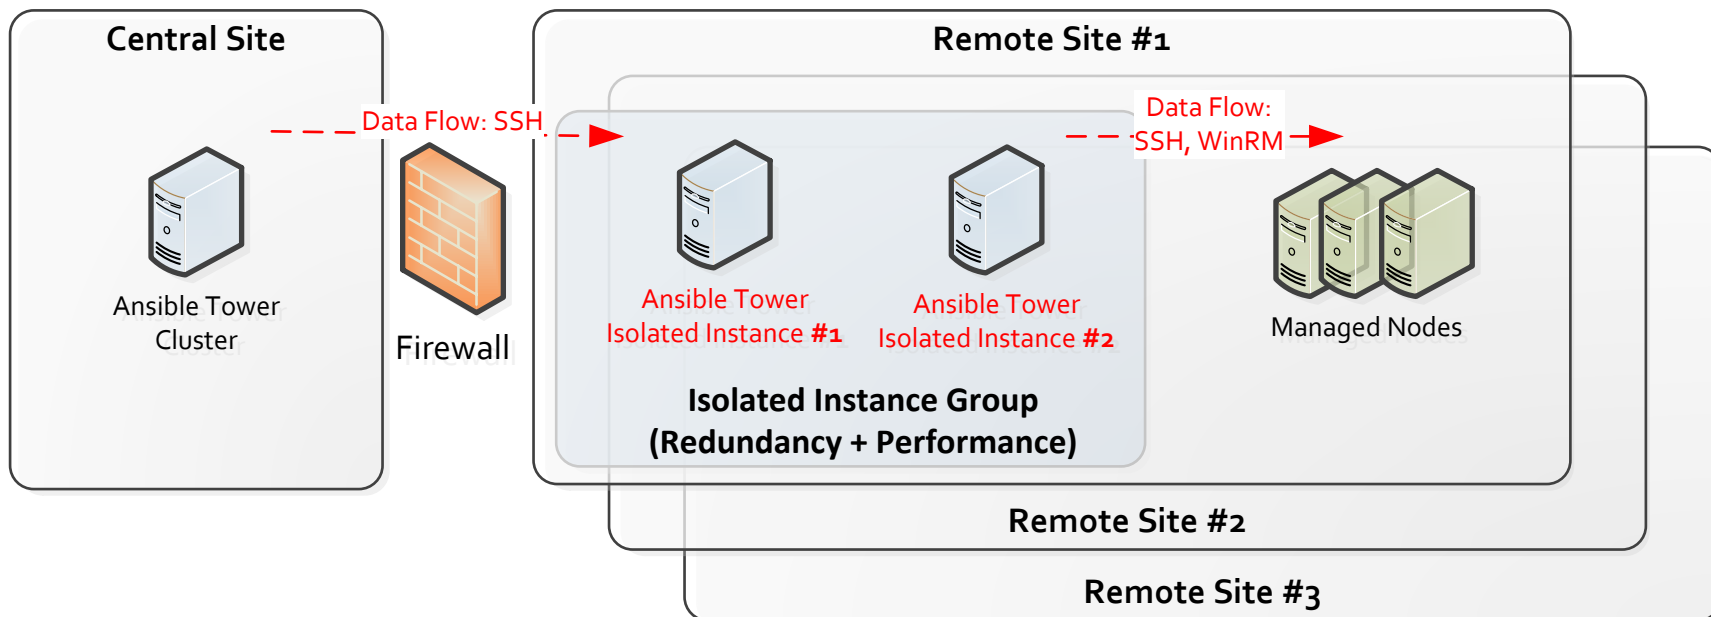 Central Site
Remote Site #1
Data Flow: SSH
Data Flow:
SSH, WinRM
Ansible Tower
Cluster
Firewall
Ansible Tower
Isolated Instance #1
Ansible Tower
Isolated Instance #2
Managed Nodes
Isolated Instance Group
(Redundancy + Performance)
Remote Site #2
Remote Site #3